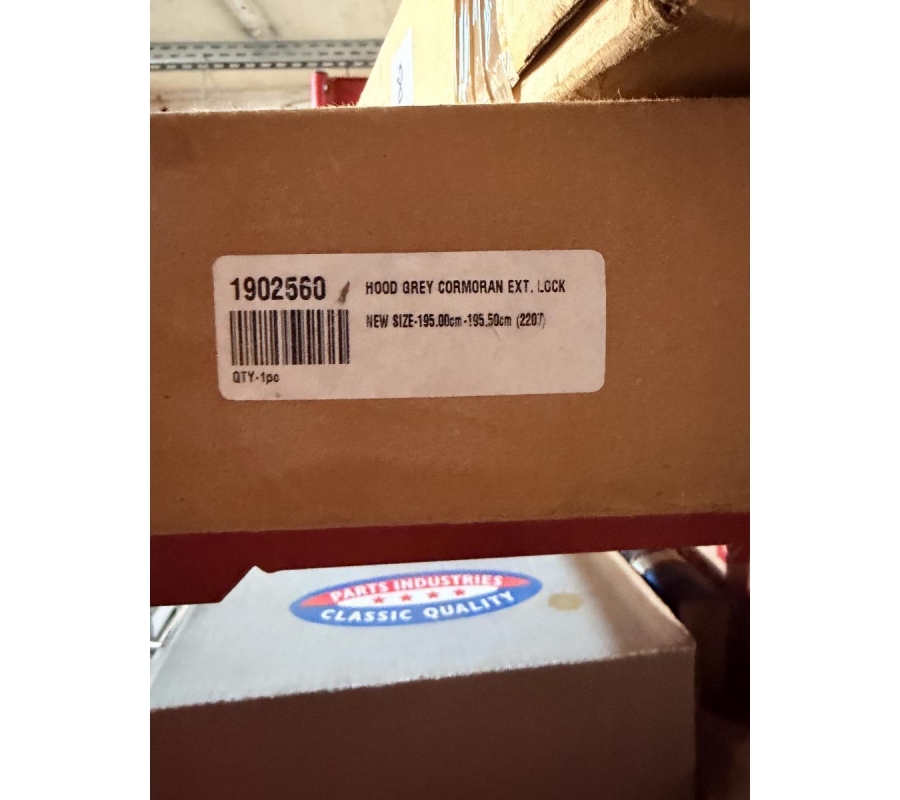 1902560
HOOD GREY CORMORAN EXT. LOCK
NEW SIZE-195.00cm-195.50cm (2207)
QTY-1pc
PARTS INDUSTRIES
CLASSIC QUALITY